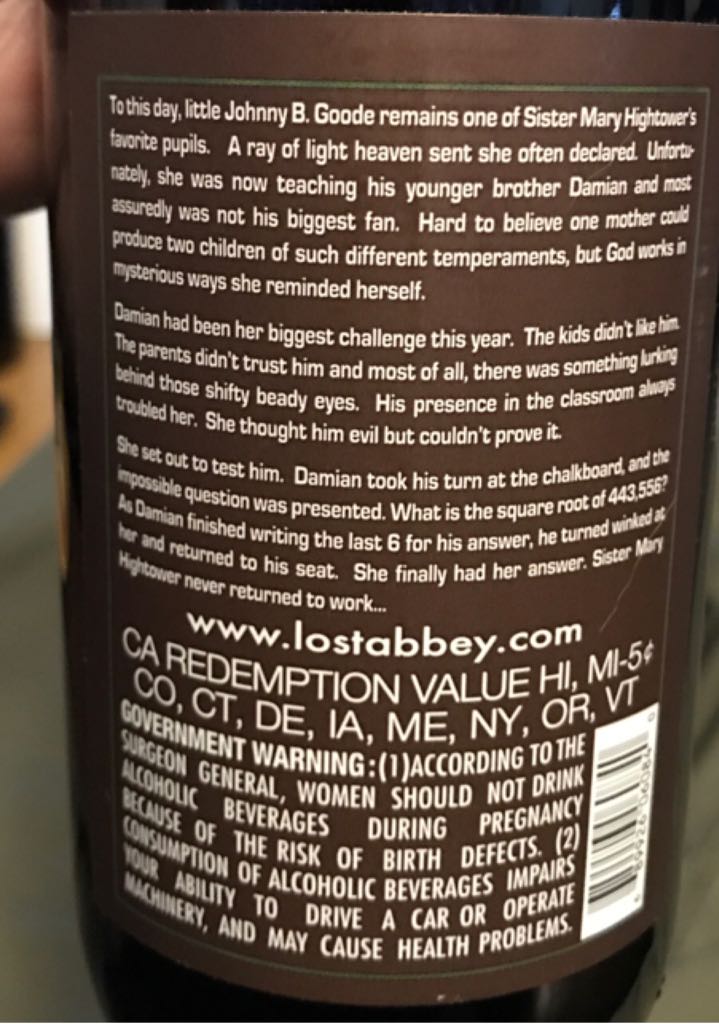 To this day, little Johnny B. Goode remains one of Sister Mary Hightower's
favorite pupils. A ray of light heaven sent she often declared. Unfortu-
nately, she was now teaching his younger brother Damian and most
assuredly was not his biggest fan. Hard to believe one mother could
produce two children of such different temperaments, but God works in
mysterious ways she reminded herself.
Damian had been her biggest challenge this year. The kids didn't like him.
The parents didn't trust him and most of all, there was something lurking
behind those shifty beady eyes. His presence in the classroom always
troubled her. She thought him evil but couldn't prove it.
She set out to test him. Damian took his turn at the chalkboard, and the
impossible question was presented. What is the square root of 443,556?
As Damian finished writing the last 6 for his answer, he turned winked at
her and returned to his seat. She finally had her answer. Sister Mary
Hightower never returned to work...
www.lostabbey.com
CA REDEMPTION VALUE HI, MI-5¢
CO, CT, DE, IA, ME, NY, OR, VT
GOVERNMENT WARNING:(1)ACCORDING TO THE
SURGEON GENERAL, WOMEN SHOULD NOT DRINK
ALCOHOLIC BEVERAGES DURING PREGNANCY
BECAUSE OF THE RISK OF BIRTH DEFECTS. (2)
CONSUMPTION OF ALCOHOLIC BEVERAGES IMPAIRS
YOUR ABILITY TO DRIVE A CAR OR OPERATE
MACHINERY, AND MAY CAUSE HEALTH PROBLEMS.